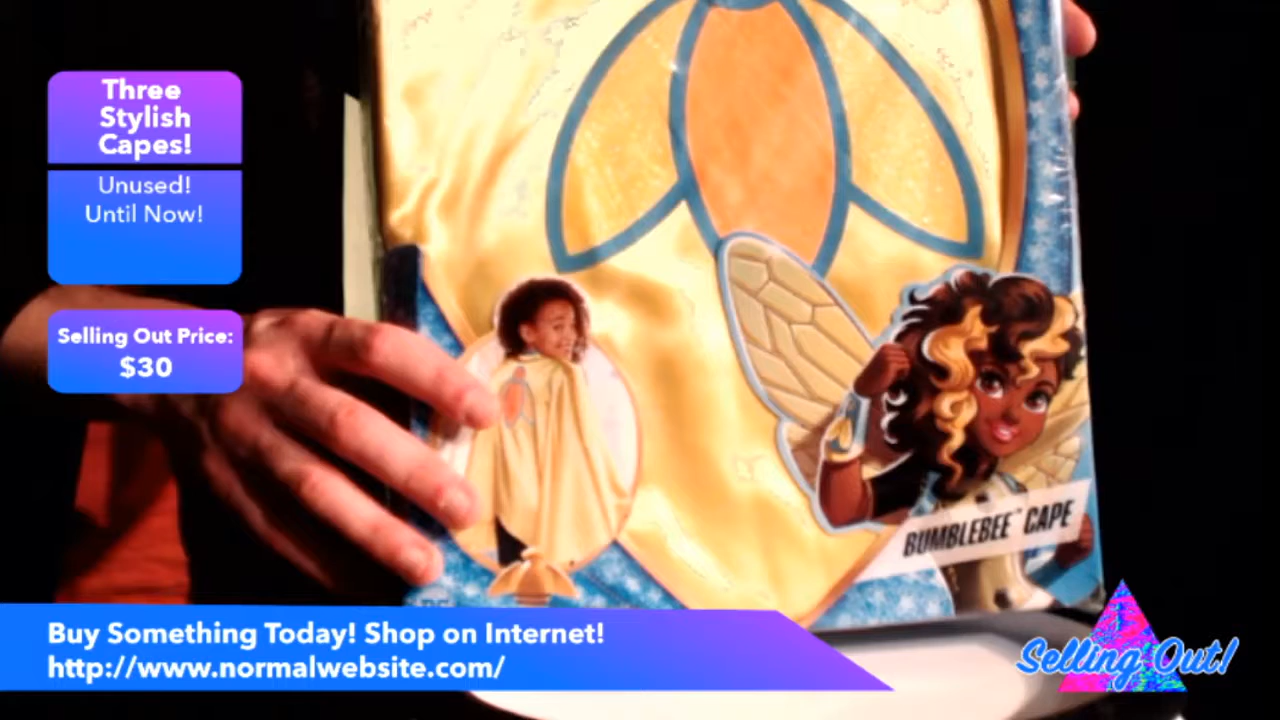 Three
Stylish
Capes!
Unused!
Until Now!
Selling Out Price:
$30
BUMBLEBEE™ CAPE
Buy Something Today! Shop on Internet!
http://www.normalwebsite.com/
Selling Out!